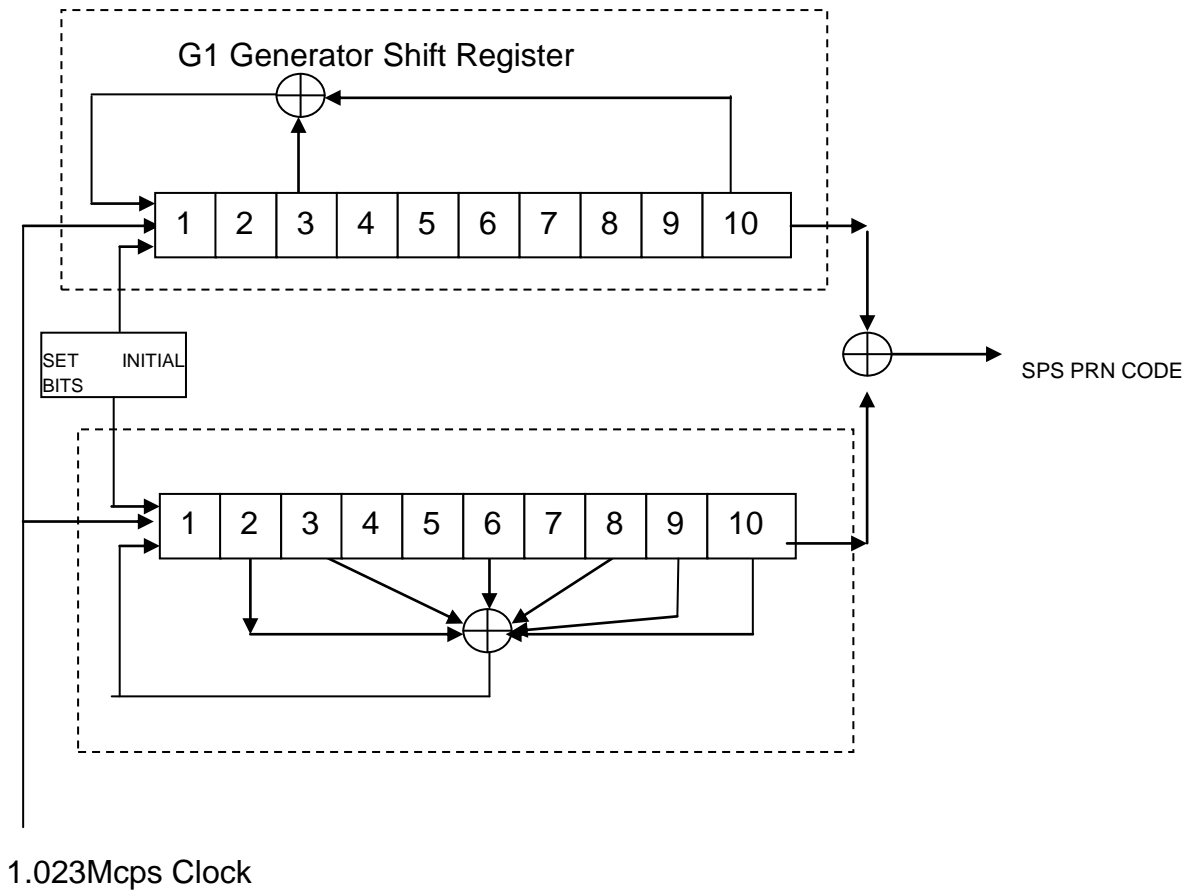 G1 Generator Shift Register
1 2 3 4 5 6 7 8 9 10
SET INITIAL
BITS
SPS PRN CODE
1 2 3 4 5 6 7 8 9 10
1.023Mcps Clock